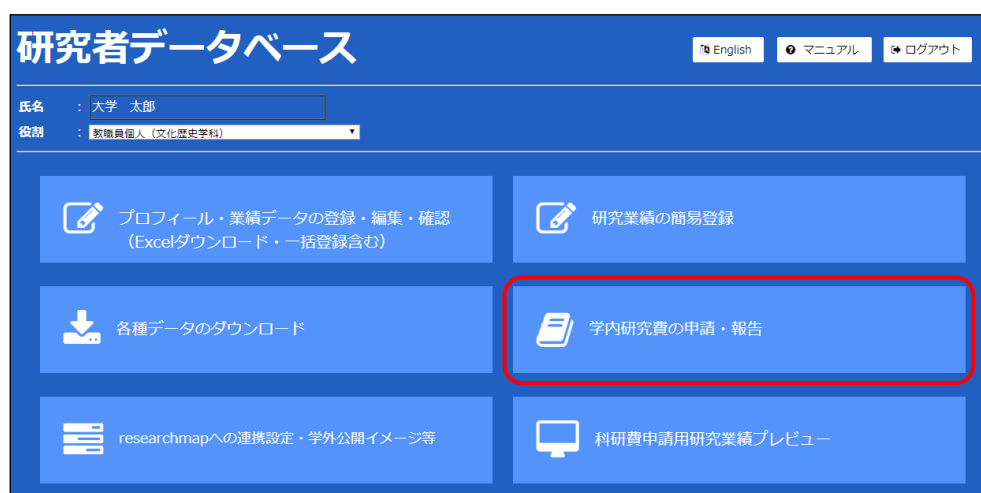 研究者データベース
English
マニュアル
ログアウト
氏名 : 大学 太郎
役割 : 教職員個人（文化歴史学科）
プロフィール・業績データの登録・編集・確認
（Excelダウンロード・一括登録含む）
研究業績の簡易登録
各種データのダウンロード
学内研究費の申請・報告
researchmapへの連携設定・学外公開イメージ等
科研費申請用研究業績プレビュー